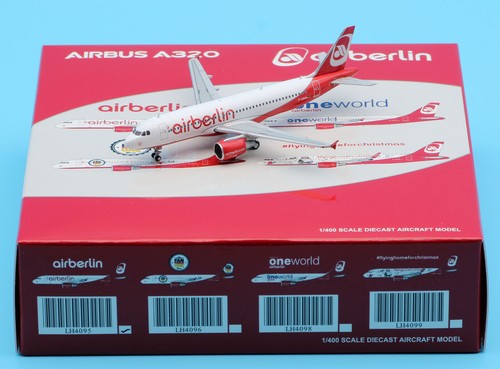 AIRBUS A320
airberlin
airberlin
oneworld
airberlin
#flyinghomeforchristmas
1/400 SCALE DIECAST AIRCRAFT MODEL
airberlin
oneworld
#flyinghomeforchristmas
LH4095
LH4096
LH4098
LH4099
1/400 SCALE DIECAST AIRCRAFT MODEL